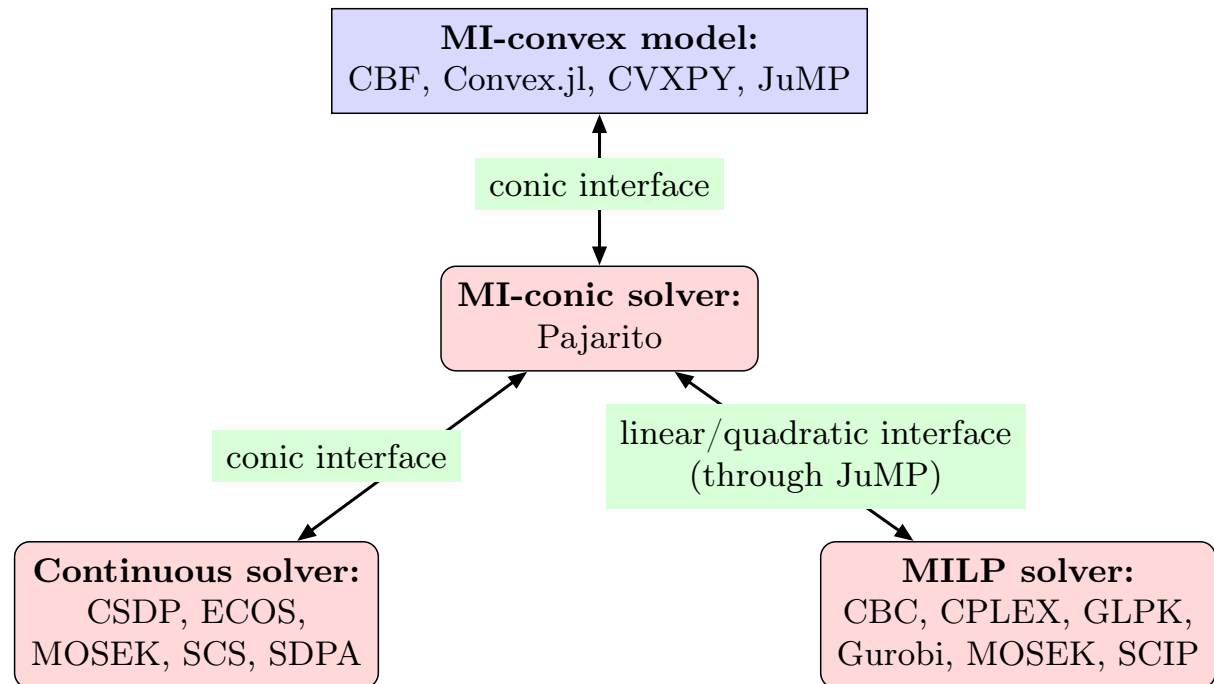 MI-convex model:
CBF, Convex.jl, CVXPY, JuMP
conic interface
MI-conic solver:
Pajarito
conic interface
linear/quadratic interface
(through JuMP)
Continuous solver:
CSDP, ECOS,
MOSEK, SCS, SDPA
MILP solver:
CBC, CPLEX, GLPK,
Gurobi, MOSEK, SCIP